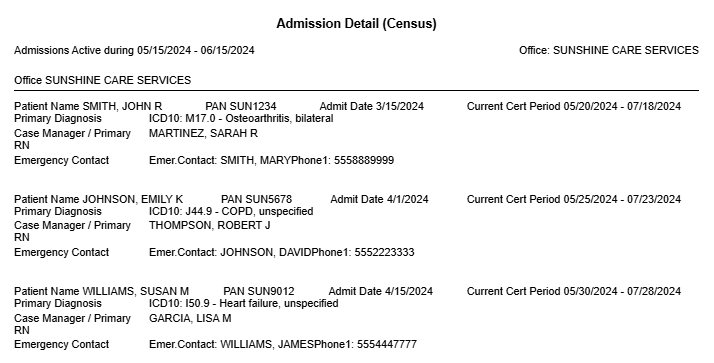 Admission Detail (Census)
Admissions Active during 05/15/2024 - 06/15/2024 Office: SUNSHINE CARE SERVICES
Office SUNSHINE CARE SERVICES
Patient Name SMITH, JOHN R PAN SUN1234 Admit Date 3/15/2024 Current Cert Period 05/20/2024 - 07/18/2024
Primary Diagnosis ICD10: M17.0 - Osteoarthritis, bilateral
Case Manager / Primary MARTINEZ, SARAH R
RN
Emergency Contact Emer.Contact: SMITH, MARYPhone1: 5558889999
Patient Name JOHNSON, EMILY K PAN SUN5678 Admit Date 4/1/2024 Current Cert Period 05/25/2024 - 07/23/2024
Primary Diagnosis ICD10: J44.9 - COPD, unspecified
Case Manager / Primary THOMPSON, ROBERT J
RN
Emergency Contact Emer.Contact: JOHNSON, DAVIDPhone1: 5552223333
Patient Name WILLIAMS, SUSAN M PAN SUN9012 Admit Date 4/15/2024 Current Cert Period 05/30/2024 - 07/28/2024
Primary Diagnosis ICD10: I50.9 - Heart failure, unspecified
Case Manager / Primary GARCIA, LISA M
RN
Emergency Contact Emer.Contact: WILLIAMS, JAMESPhone1: 5554447777